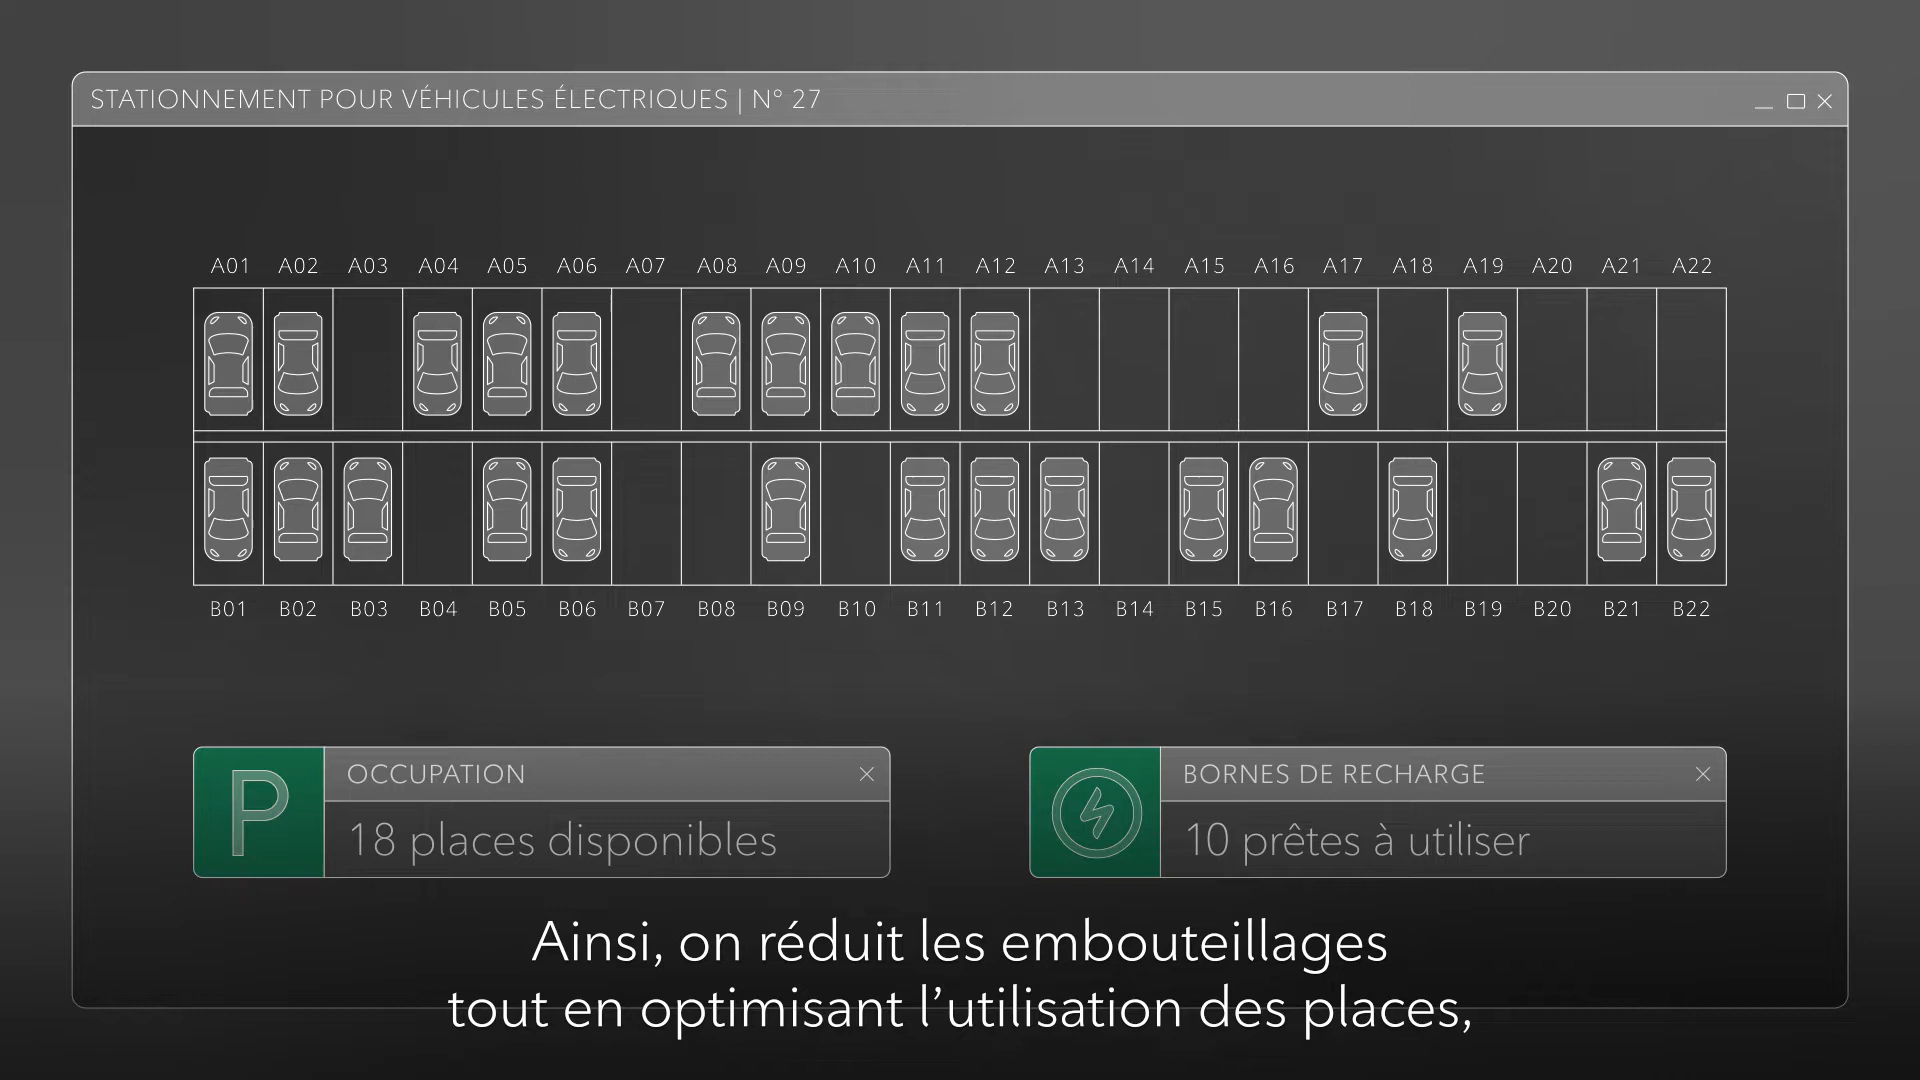 STATIONNEMENT POUR VÉHICULES ÉLECTRIQUES | N° 27
A01 A02 A03 A04 A05 A06 A07 A08 A09 A10 A11 A12 A13 A14 A15 A16 A17 A18 A19 A20 A21 A22
B01 B02 B03 B04 B05 B06 B07 B08 B09 B10 B11 B12 B13 B14 B15 B16 B17 B18 B19 B20 B21 B22
P
OCCUPATION
18 places disponibles
BORNES DE RECHARGE
10 prêtes à utiliser
Ainsi, on réduit les embouteillages
tout en optimisant l’utilisation des places,